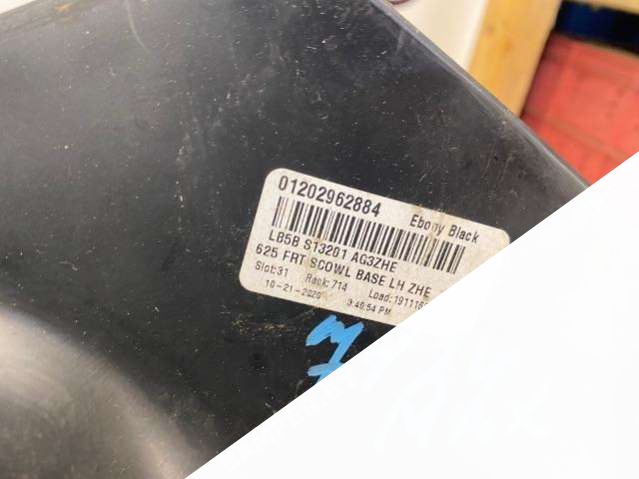 01202962884
Ebony Black
LB5B S13201 AG3ZHE
625 FRT SCOWL BASE LH ZHE
Slot:31 Rack:714
10-21-2020 3:46:54 PM